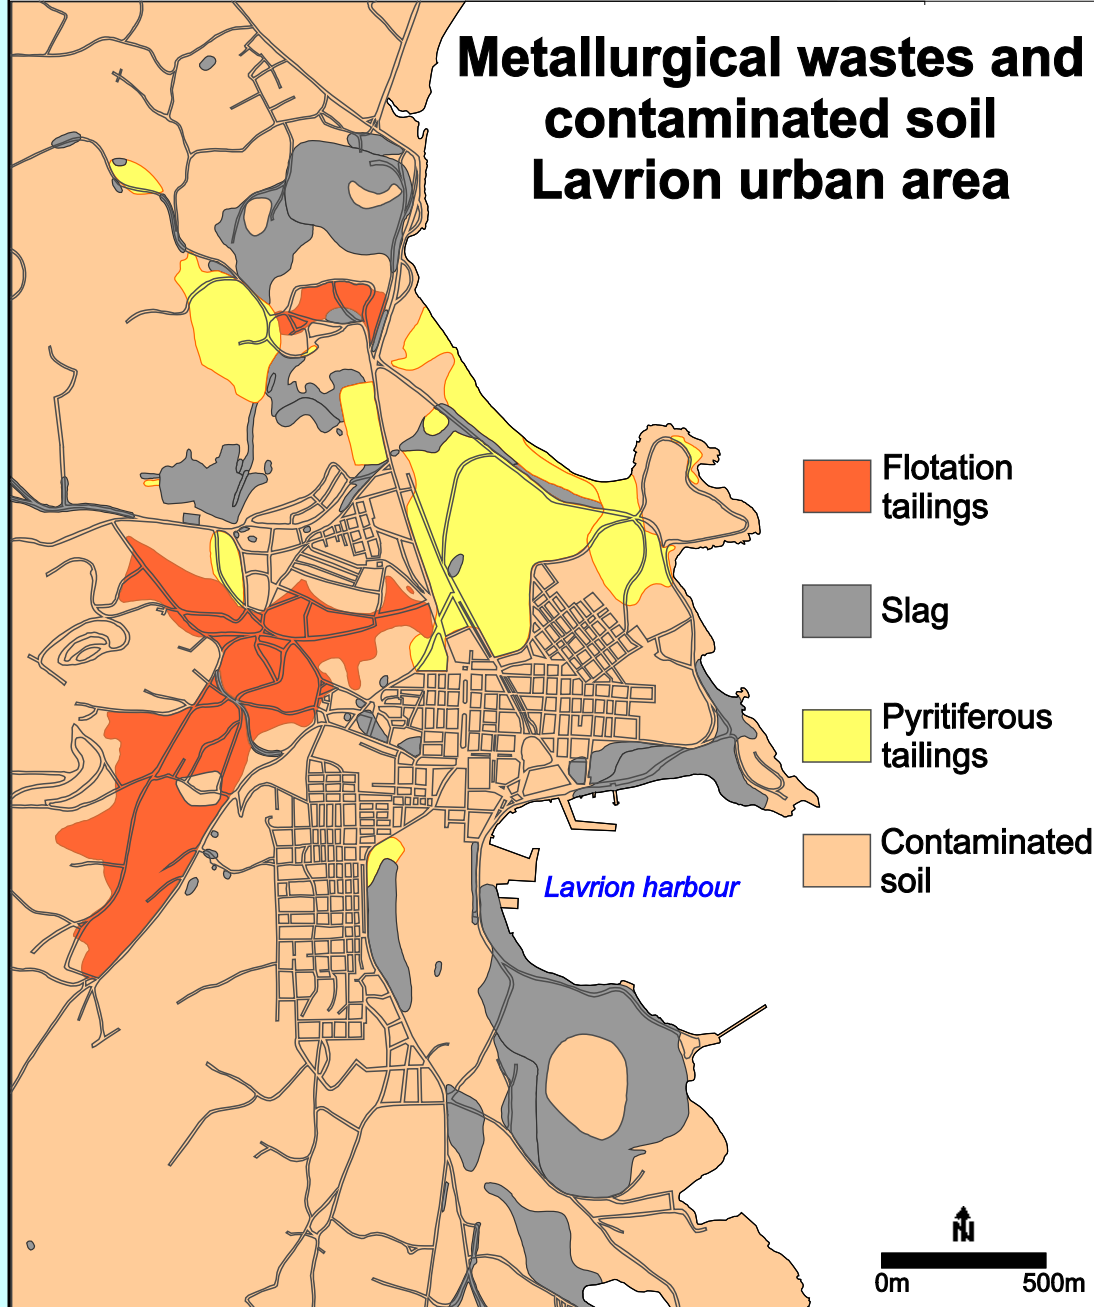 Metallurgical wastes and
contaminated soil
Lavrion urban area
Flotation
tailings
Slag
Pyritiferous
tailings
Contaminated
soil
Lavrion harbour
N
0m 500m